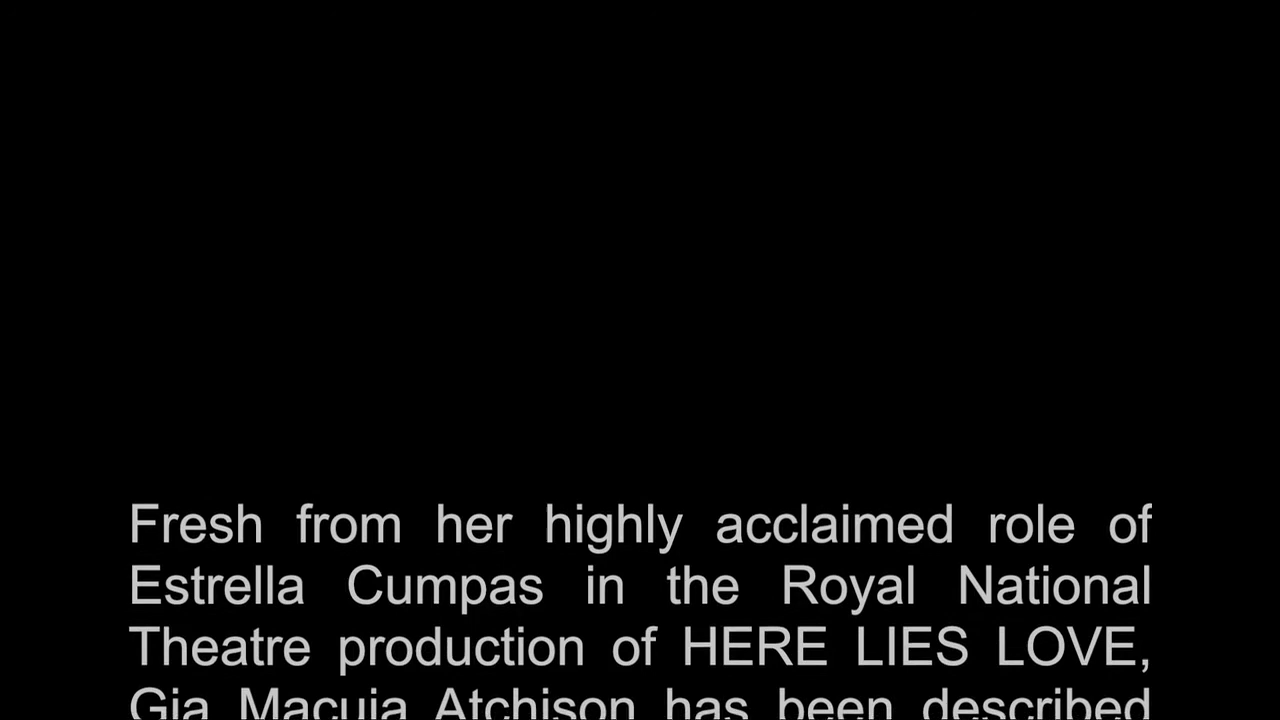 Fresh from her highly acclaimed role of
Estrella Cumpas in the Royal National
Theatre production of HERE LIES LOVE,
Gia Macuja Atchison has been described